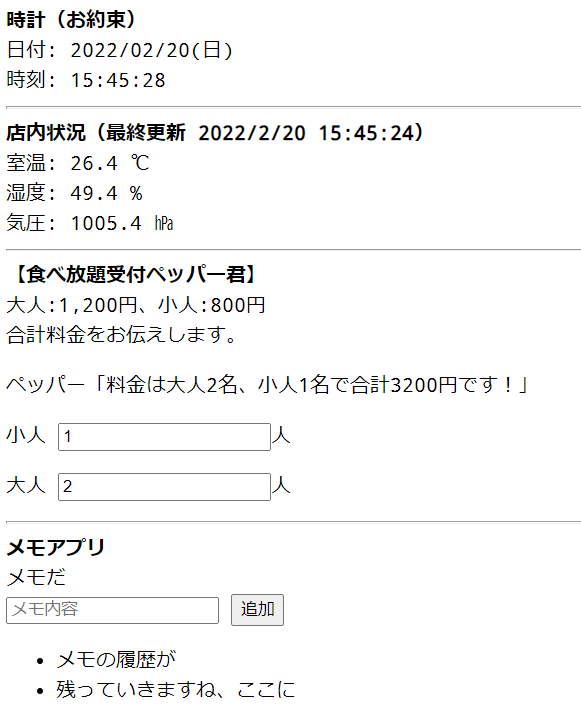 時計（お約束）
日付: 2022/02/20(日)
時刻: 15:45:28
店内状況（最終更新 2022/2/20 15:45:24）
室温: 26.4 ℃
湿度: 49.4 %
気圧: 1005.4 ㍱
【食べ放題受付ペッパー君】
大人:1,200円、小人:800円
合計料金をお伝えします。
ペッパー「料金は大人2名、小人1名で合計3200円です！」
小人 1人
大人 2人
メモアプリ
メモだ
メモ内容 追加
• メモの履歴が
• 残っていきますね、ここに